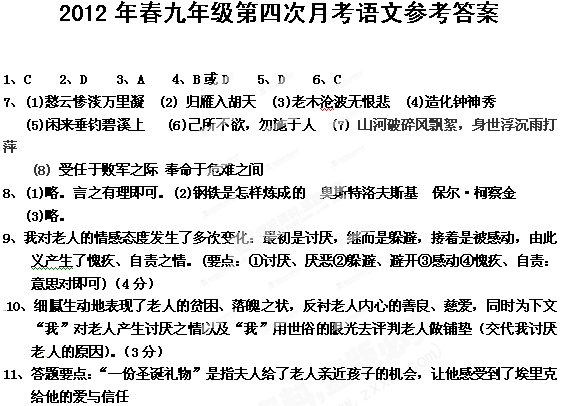 2012 年春九年级第四次月考语文参考答案
1、C 2、D 3、A 4、B 或 D 5、D 6、C
7、(1)愁云惨淡万里凝 (2) 归雁入胡天 (3)老木沧波无恨悲 (4)造化钟神秀
(5)闲来垂钓碧溪上 (6)己所不欲，勿施于人 (7) 山河破碎风飘絮，身世浮沉雨打
萍
(8) 受任于败军之际 奉命于危难之间
8、(1)略。言之有理即可。(2)钢铁是怎样炼成的 奥斯特洛夫斯基 保尔·柯察金
(3)略。
9、我对老人的情感态度发生了多次变化：最初是讨厌，继而是躲避，接着是被感动，由此
义产生了愧疚、自责之情。(要点：①讨厌、厌恶②躲避、避开③感动④愧疚、自责：
意思对即可)(4 分)
10、细腻生动地表现了老人的贫困、落魄之状，反衬老人内心的善良、慈爱，同时为下文
“我”对老人产生讨厌之情以及“我”用世俗的眼光去评判老人做铺垫(交代我讨厌
老人的原因)。(3 分)
11、答题要点：“一份圣诞礼物”是指夫人给了老人亲近孩子的机会，让他感受到了埃里克
给他的爱与信任